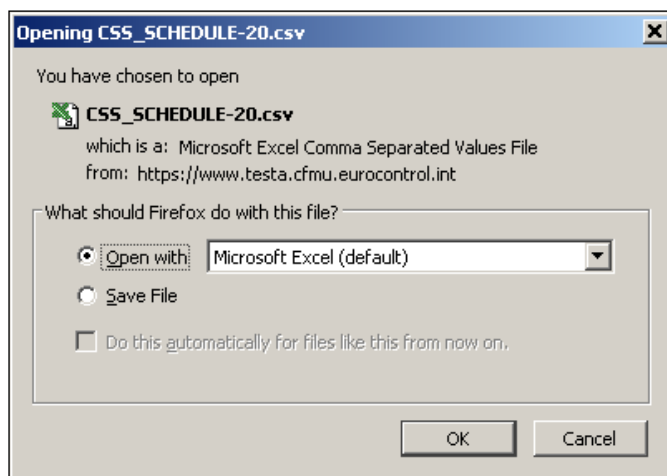 Opening CSS_SCHEDULE-20.csv
You have chosen to open
CSS_SCHEDULE-20.csv
which is a: Microsoft Excel Comma Separated Values File
from: https://www.testa.cfmu.eurocontrol.int
What should Firefox do with this file?
Open with Microsoft Excel (default)
Save File
Do this automatically for files like this from now on.
OK Cancel